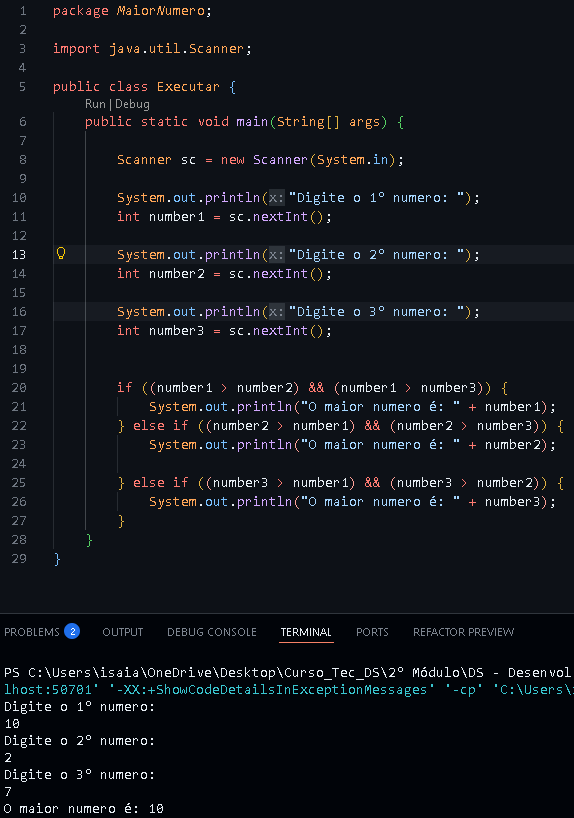 1 package MaiorNumero;
2
3 import java.util.Scanner;
4
5 public class Executar {
Run | Debug
6 public static void main(String[] args) {
7
8 Scanner sc = new Scanner(System.in);
9
10 System.out.println(x: "Digite o 1º numero: ");
11 int number1 = sc.nextInt();
12
13 System.out.println(x: "Digite o 2º numero: ");
14 int number2 = sc.nextInt();
15
16 System.out.println(x: "Digite o 3º numero: ");
17 int number3 = sc.nextInt();
18
19
20 if ((number1 > number2) && (number1 > number3)) {
21 System.out.println("O maior numero é: " + number1);
22 } else if ((number2 > number1) && (number2 > number3)) {
23 System.out.println("O maior numero é: " + number2);
24
25 } else if ((number3 > number1) && (number3 > number2)) {
26 System.out.println("O maior numero é: " + number3);
27 }
28 }
29 }
PROBLEMS 2 OUTPUT DEBUG CONSOLE TERMINAL PORTS REFACTOR PREVIEW
PS C:\Users\isaia\OneDrive\Desktop\Curso_Tec_DS\2º Módulo\DS - Desenvol
lhost:50701' '-XX:+ShowCodeDetailsInExceptionMessages' '-cp' 'C:\Users\
Digite o 1º numero:
10
Digite o 2º numero:
2
Digite o 3º numero:
7
O maior numero é: 10